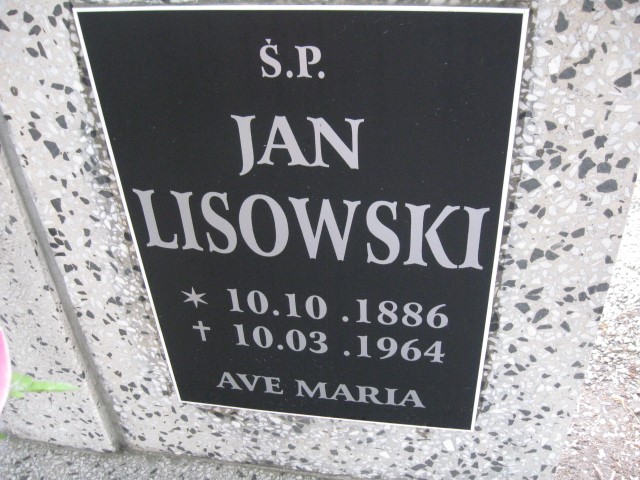 Ś.P.
JAN
LISOWSKI
* 10.10 .1886
† 10.03 .1964
AVE MARIA